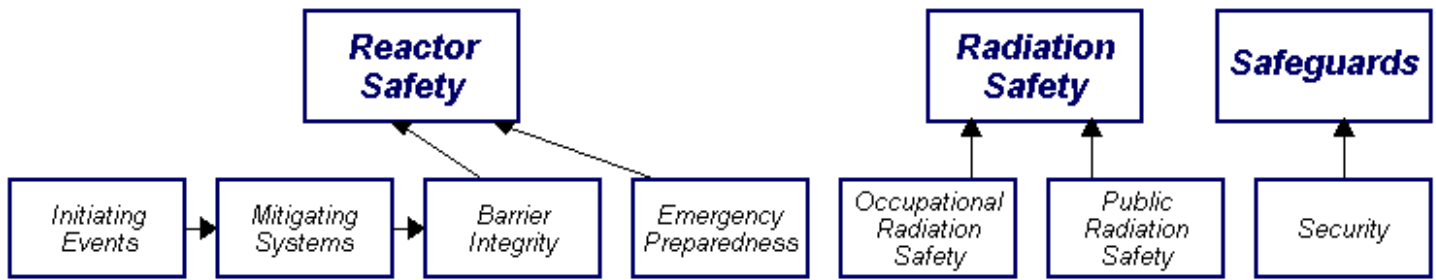 Reactor
Safety
Radiation
Safety
Safeguards
Initiating
Events
Mitigating
Systems
Barrier
Integrity
Emergency
Preparedness
Occupational
Radiation
Safety
Public
Radiation
Safety
Security